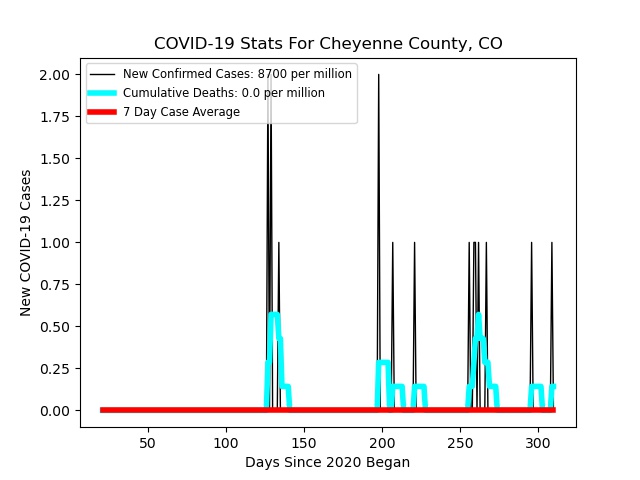 COVID-19 Stats For Cheyenne County, CO
New Confirmed Cases: 8700 per million
Cumulative Deaths: 0.0 per million
7 Day Case Average
New COVID-19 Cases
2.00
1.75
1.50
1.25
1.00
0.75
0.50
0.25
0.00
50 100 150 200 250 300
Days Since 2020 Began